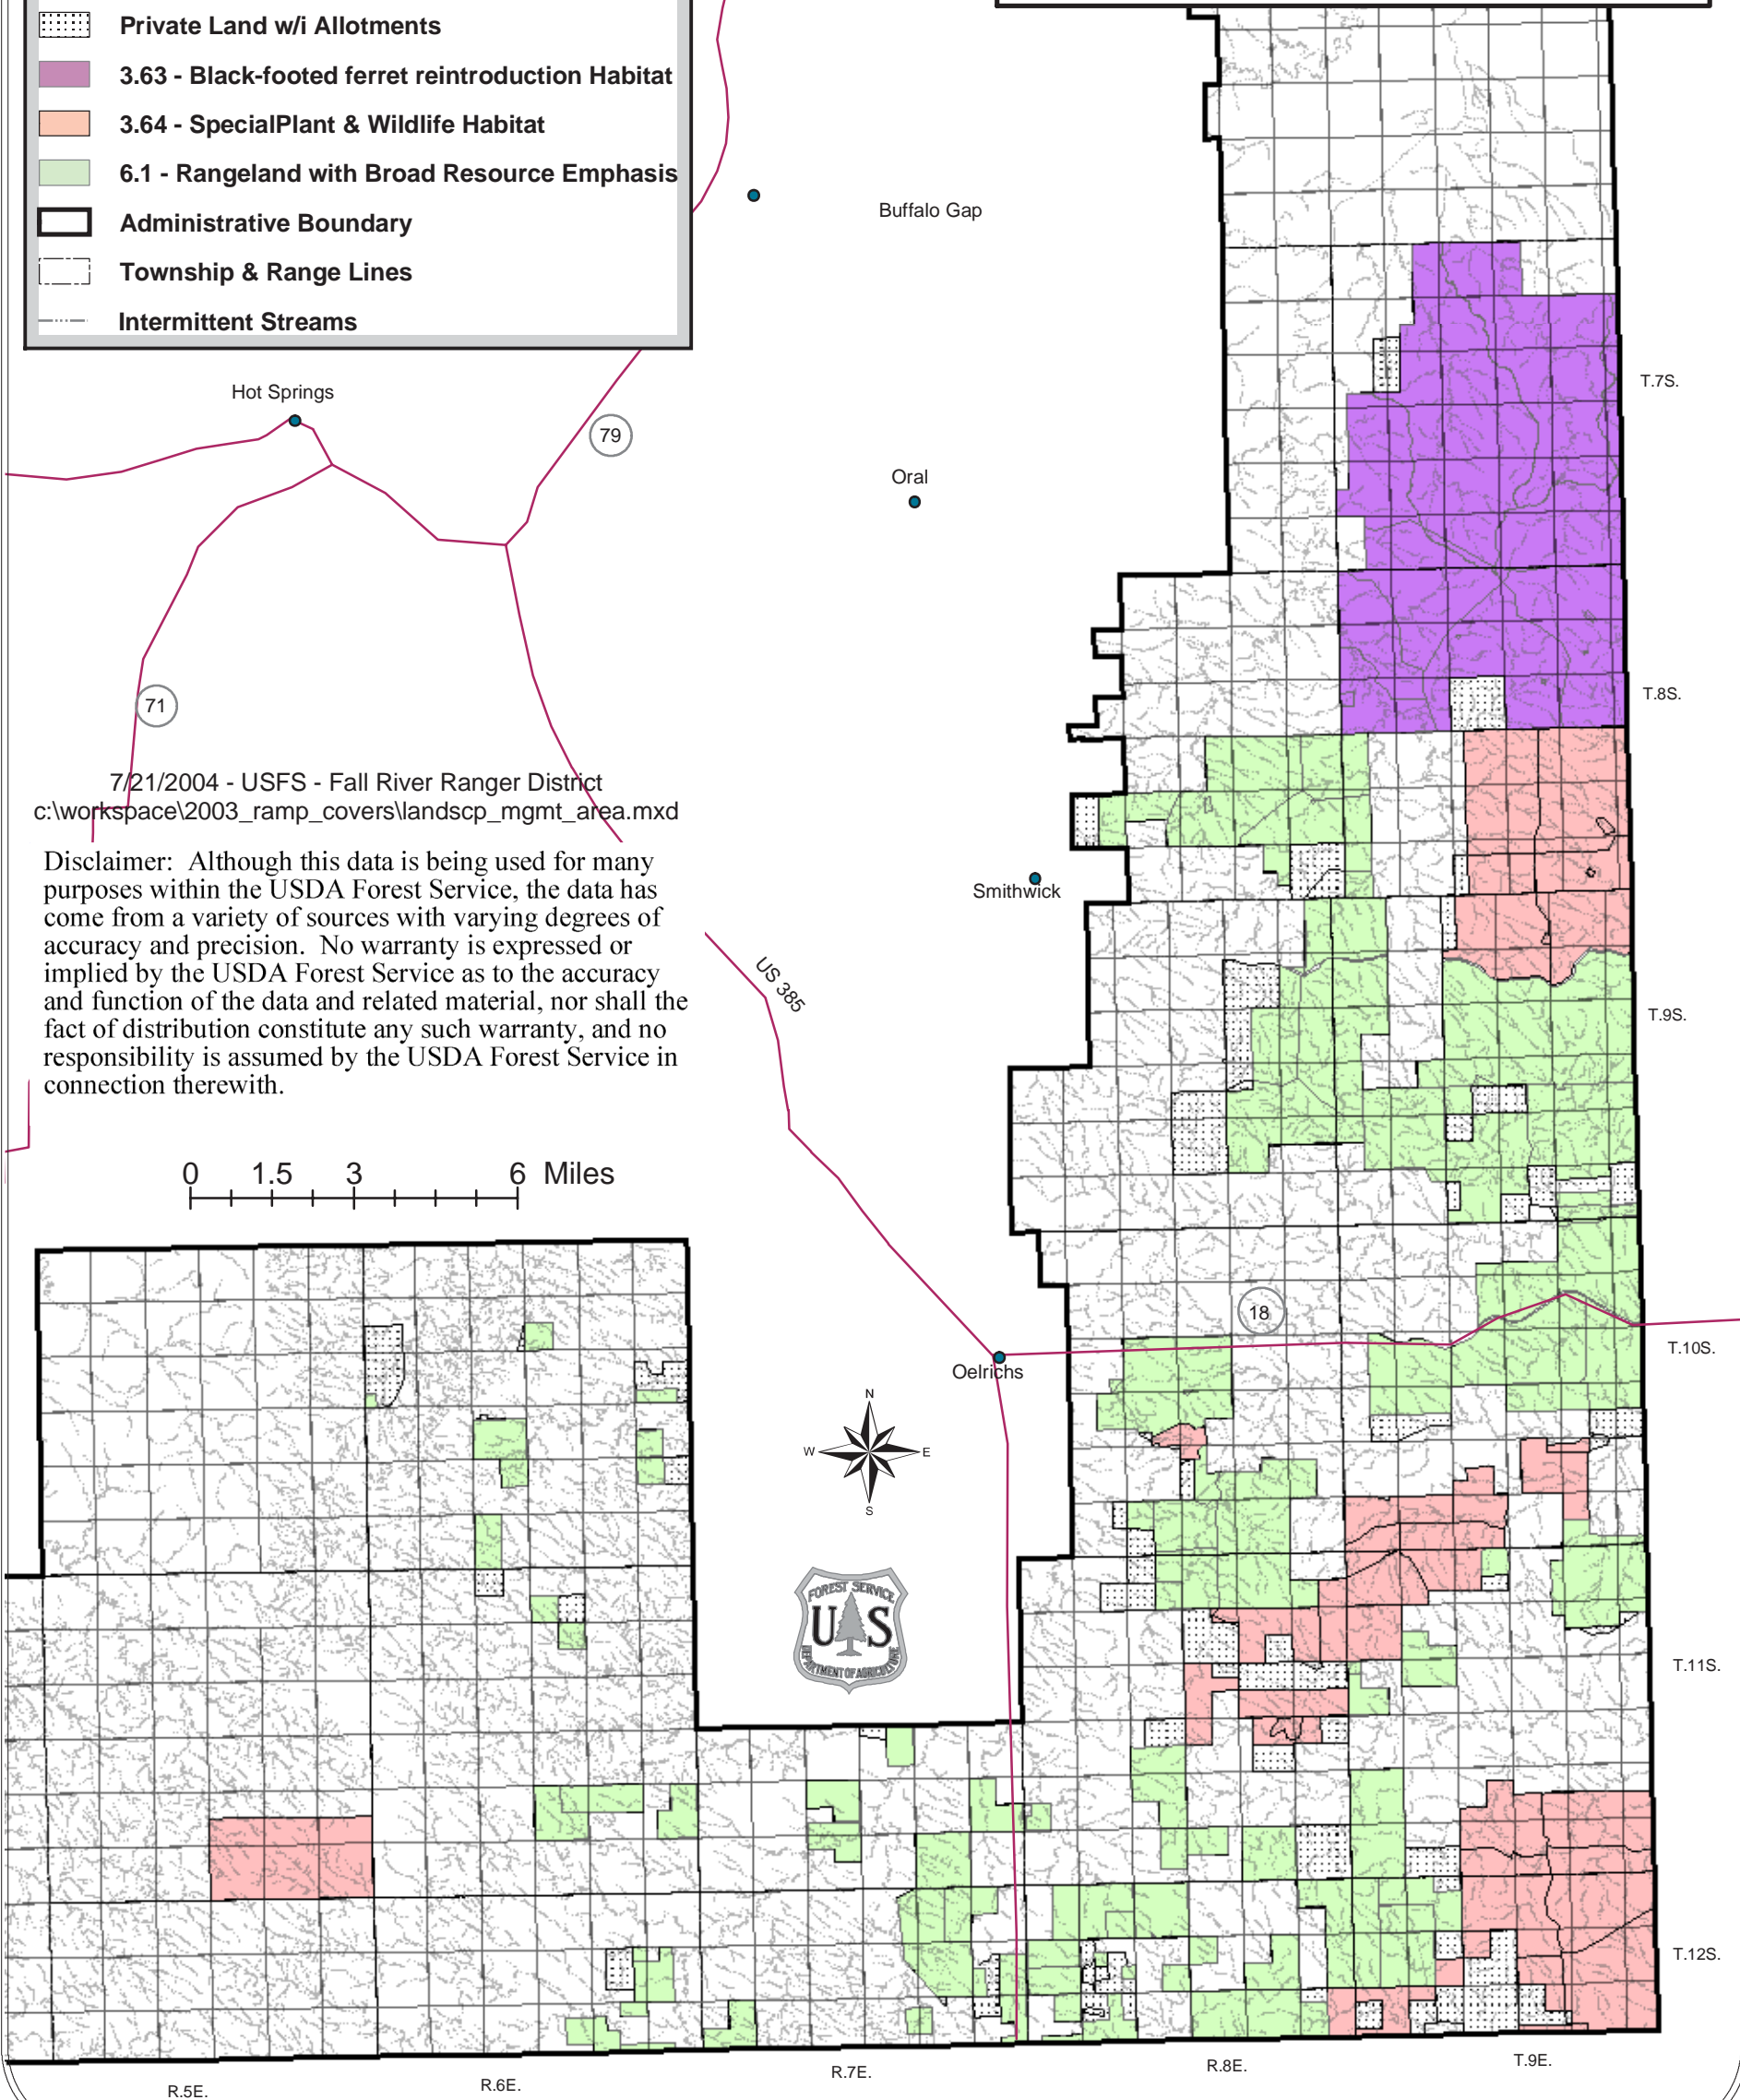 Private Land w/i Allotments
3.63 - Black-footed ferret reintroduction Habitat
3.64 - SpecialPlant & Wildlife Habitat
6.1 - Rangeland with Broad Resource Emphasis
Administrative Boundary
Township & Range Lines
Intermittent Streams
Buffalo Gap
Hot Springs
79
Oral
71
T.7S.
T.8S.
7/21/2004 - USFS - Fall River Ranger District
c:\workspace\2003_ramp_covers\landscp_mgmt_area.mxd
Disclaimer: Although this data is being used for many
purposes within the USDA Forest Service, the data has
come from a variety of sources with varying degrees of
accuracy and precision. No warranty is expressed or
implied by the USDA Forest Service as to the accuracy
and function of the data and related material, nor shall the
fact of distribution constitute any such warranty, and no
responsibility is assumed by the USDA Forest Service in
connection therewith.
Smithwick
US 385
T.9S.
0 1.5 3 6 Miles
18
T.10S.
Oelrichs
N
W E
S
FOREST SERVICE
U S
DEPARTMENT OF AGRICULTURE
T.11S.
T.12S.
R.5E.
R.6E.
R.7E.
R.8E.
T.9E.